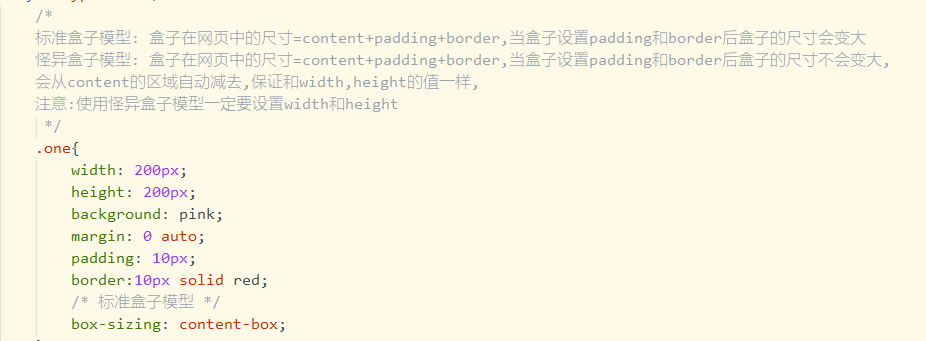 /*
标准盒子模型: 盒子在网页中的尺寸=content+padding+border,当盒子设置padding和border后盒子的尺寸会变大
怪异盒子模型: 盒子在网页中的尺寸=content+padding+border,当盒子设置padding和border后盒子的尺寸不会变大,
会从content的区域自动减去,保证和width,height的值一样,
注意:使用怪异盒子模型一定要设置width和height
*/
.one{
width: 200px;
height: 200px;
background: pink;
margin: 0 auto;
padding: 10px;
border:10px solid red;
/* 标准盒子模型 */
box-sizing: content-box;